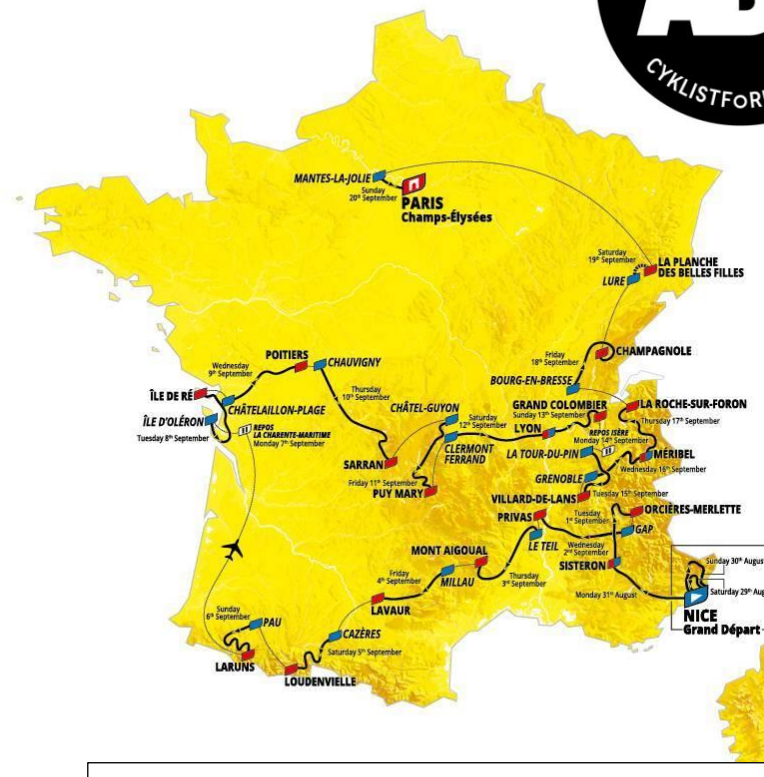 CYKLISTFOR
MANTES-LA-JOLIE
Sunday
20th September
PARIS
Champs-Élysées
Saturday
19th September
LA PLANCHE
DES BELLES FILLES
LURE
CHAMPAGNOLE
Friday
18th September
BOURG-EN-BRESSE
POITIERS
CHAUVIGNY
Wednesday
9th September
ÎLE DE RÉ
CHÂTELAILLON-PLAGE
Thursday
10th September
CHÂTEL-GUYON
Saturday
12th September
GRAND COLOMBIER
Sunday 13th September
LA ROCHE-SUR-FORON
Thursday 17th September
ÎLE D'OLÉRON
Tuesday 8th September
REPOS
LA CHARENTE-MARITIME
Monday 7th September
CLERMONT
FERRAND
LYON
REPOS ISÈRE
Monday 14th September
LA TOUR-DU-PIN
MÉRIBEL
Wednesday 16th September
SARRAN
Friday 11th September
PUY MARY
GRENOBLE
VILLARD-DE-LANS
Tuesday 15th September
ORCIÈRES-MERLETTE
PRIVAS
Tuesday
1st September
GAP
LE TEIL
Wednesday
2nd September
SISTERON
MONT AIGOUAL
Friday
4th September
MILLAU
Thursday
3rd September
Monday 31st August
Sunday 30th August
Saturday 29th Aug
NICE
Grand Départ
LAVAUR
Sunday
6th September
PAU
CAZÈRES
Saturday 5th September
LARUNS
LOUDENVIELLE